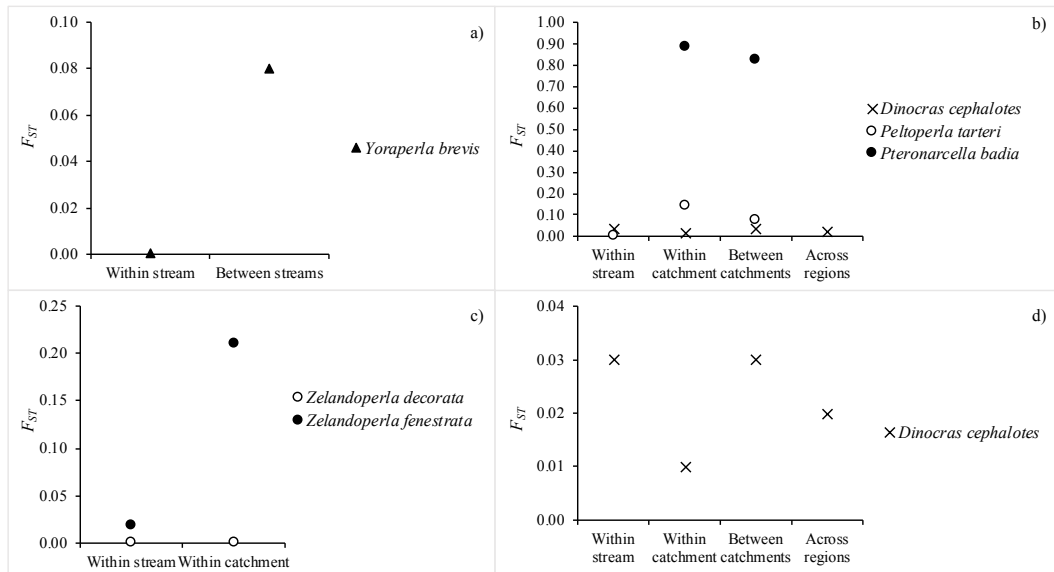 a)
0.10
0.08
0.06
0.04
0.02
0.00
F_ST
Within stream Between streams
Yoraperla brevis
b)
1.00
0.90
0.80
0.70
0.60
0.50
0.40
0.30
0.20
0.10
0.00
F_ST
Within stream
Within catchment
Between catchments
Across regions
Dinocras cephalotes
Peltoperla tarteri
Pteronarcella badia
c)
0.25
0.20
0.15
0.10
0.05
0.00
F_ST
Within stream Within catchment
Zelandoperla decorata
Zelandoperla fenestrata
d)
0.04
0.03
0.02
0.01
0.00
F_ST
Within stream
Within catchment
Between catchments
Across regions
Dinocras cephalotes